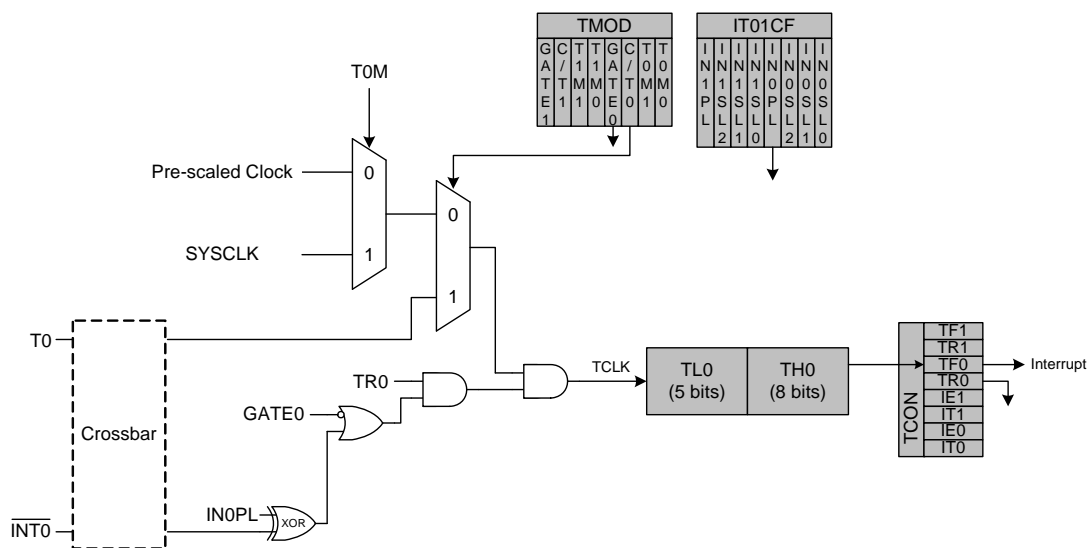 TMOD
GATE1
C/T1
T1M1
T1M0
GATE0
C/T0
T0M1
T0M0
IT01CF
IN1PL
IN1SL2
IN1SL1
IN1SL0
IN0PL
IN0SL2
IN0SL1
IN0SL0
T0M
Pre-scaled Clock
0
SYSCLK
1
0
1
T0
Crossbar
INT0
TR0
GATE0
IN0PL
XOR
TCLK
TL0
(5 bits)
TH0
(8 bits)
TCON
TF1
TR1
TF0
TR0
IE1
IT1
IE0
IT0
Interrupt